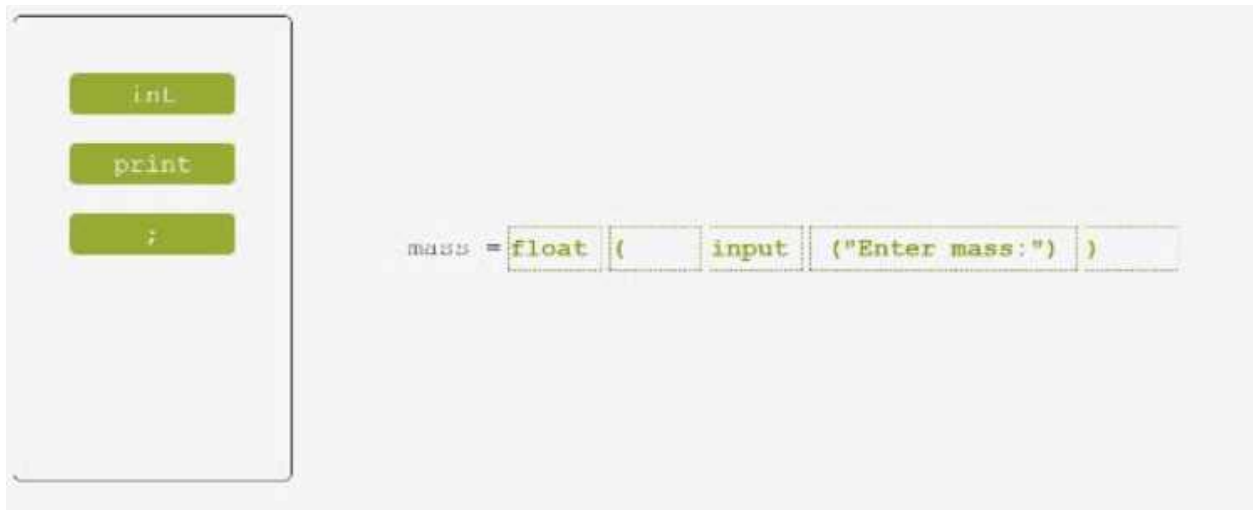 int
print
;
mass = float ( input ("Enter mass:") )